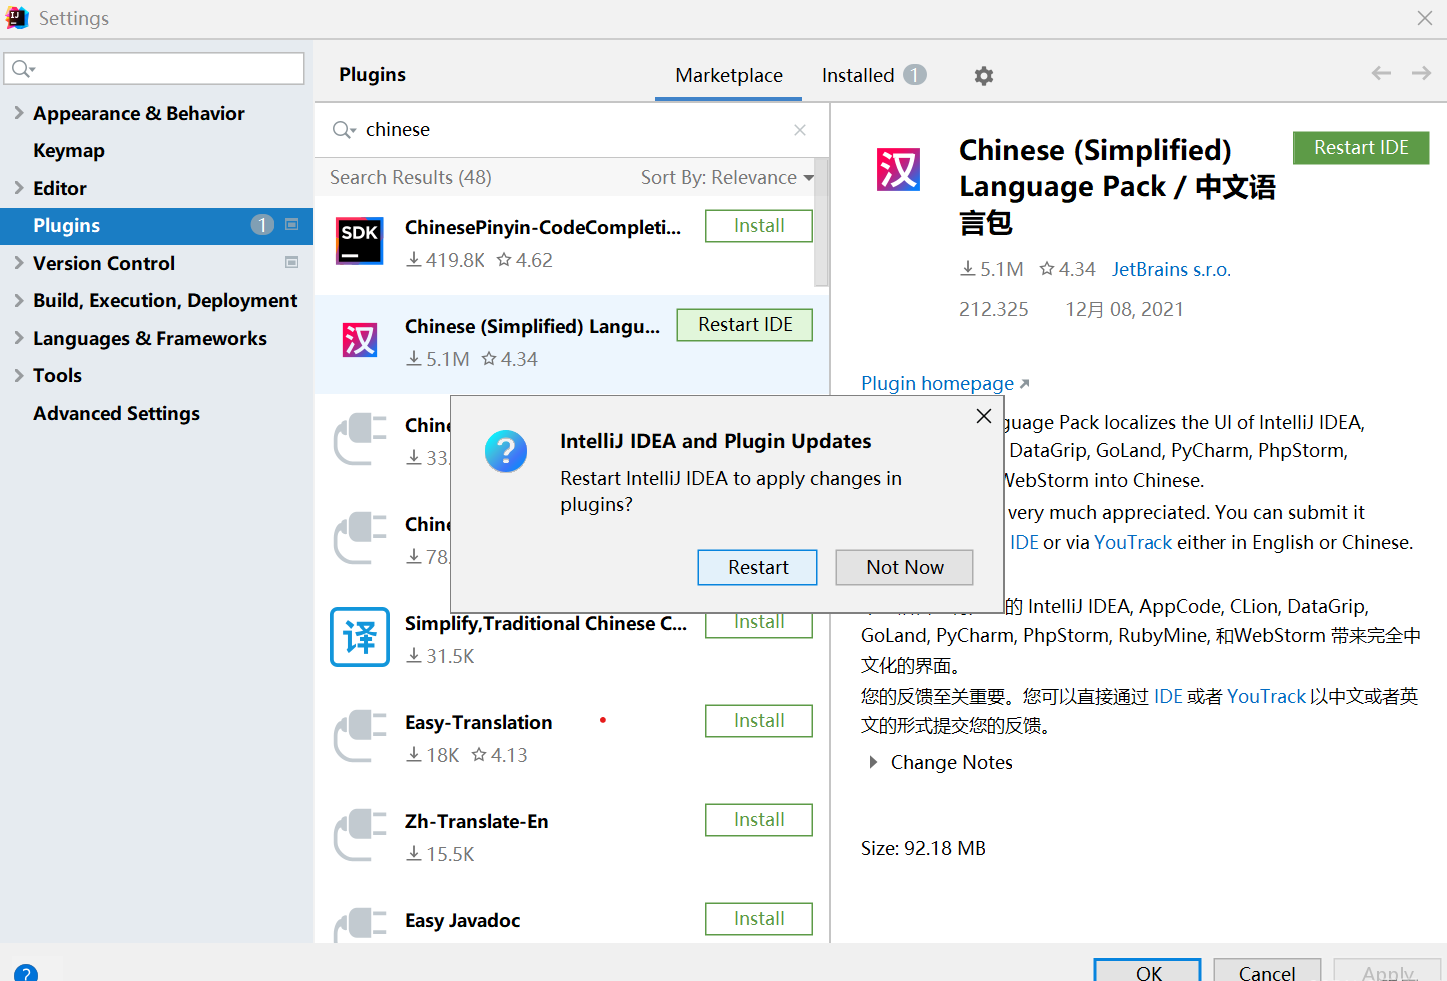 Settings
Appearance & Behavior
Keymap
Editor
Plugins 1
Version Control
Build, Execution, Deployment
Languages & Frameworks
Tools
Advanced Settings
Plugins
Marketplace
Installed 1
chinese
Search Results (48)
Sort By: Relevance
SDK
ChinesePinyin-CodeCompleti...
Install
419.8K 4.62
汉
Chinese (Simplified) Langu...
Restart IDE
5.1M 4.34
Chine
33.
Chine
78.
译
Simplify,Traditional Chinese C...
Install
31.5K
Easy-Translation
Install
18K 4.13
Zh-Translate-En
Install
15.5K
Easy Javadoc
Install
汉
Chinese (Simplified)
Language Pack / 中文语
言包
Restart IDE
5.1M 4.34 JetBrains s.r.o.
212.325 12月 08, 2021
Plugin homepage
guage Pack localizes the UI of IntelliJ IDEA,
DataGrip, GoLand, PyCharm, PhpStorm,
WebStorm into Chinese.
very much appreciated. You can submit it
IDE or via YouTrack either in English or Chinese.
的 IntelliJ IDEA, AppCode, CLion, DataGrip,
GoLand, PyCharm, PhpStorm, RubyMine, 和WebStorm 带来完全中
文化的界面。
您的反馈至关重要。您可以直接通过 IDE 或者 YouTrack 以中文或者英
文的形式提交您的反馈。
Change Notes
Size: 92.18 MB
IntelliJ IDEA and Plugin Updates
Restart IntelliJ IDEA to apply changes in
plugins?
Restart
Not Now
?
OK
Cancel
Apply